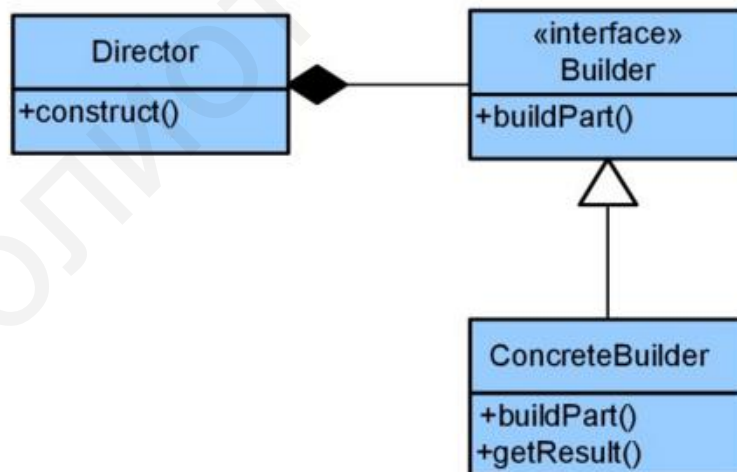 Director
+construct()
«interface»
Builder
+buildPart()
ConcreteBuilder
+buildPart()
+getResult()